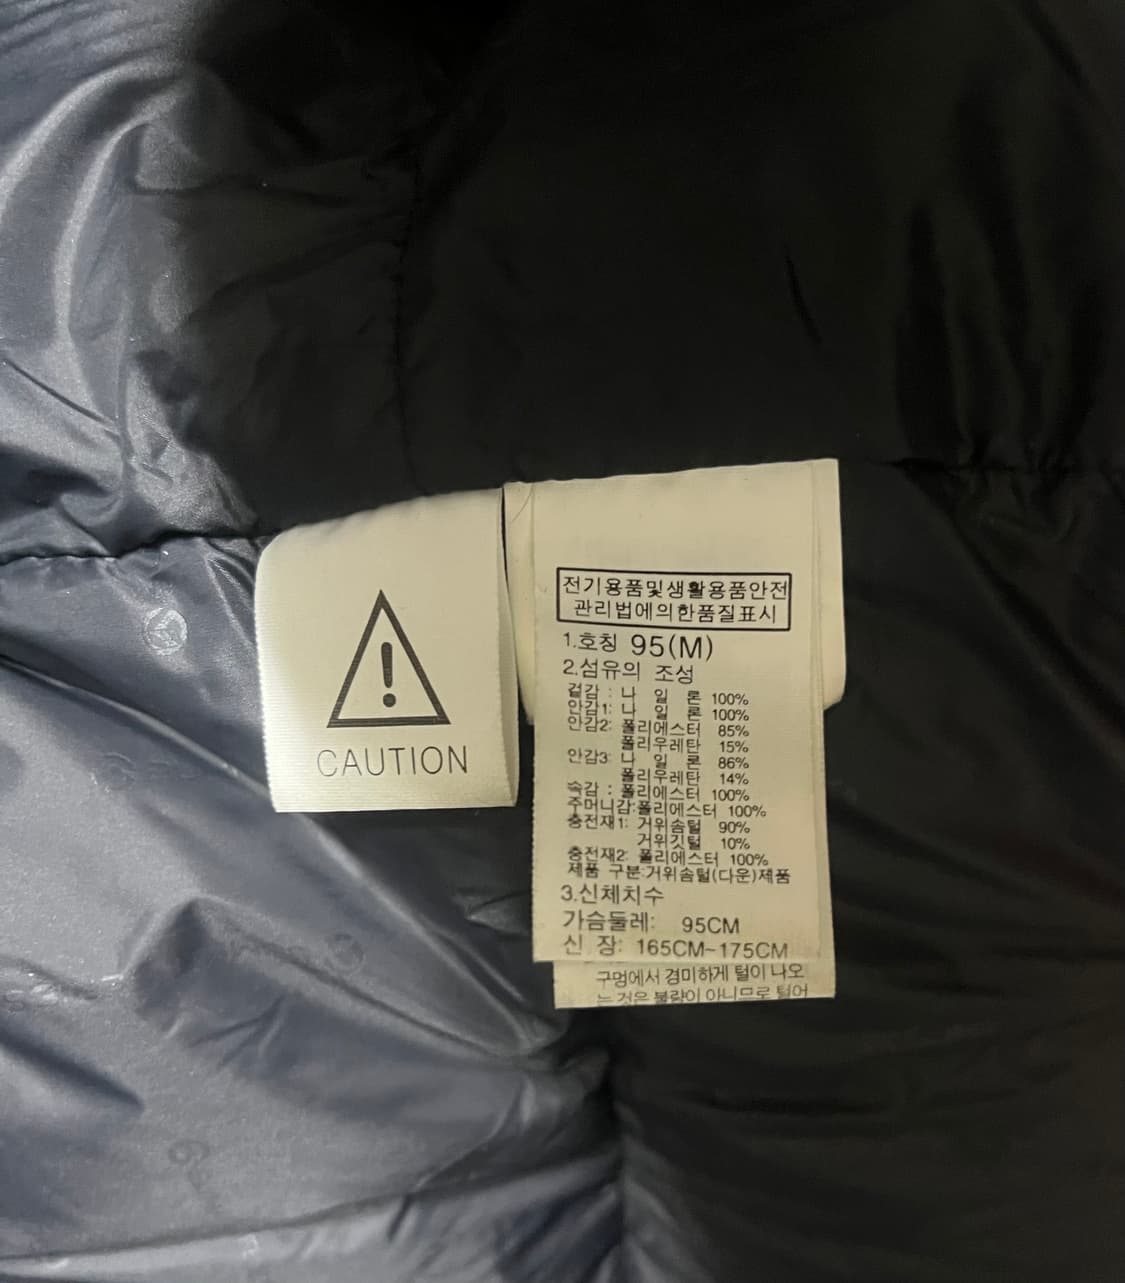 CAUTION
전기용품및생활용품안전
관리법에의한품질표시
1.호칭 95(M)
2.섬유의 조성
겉감 : 나 일 론 100%
안감1: 나 일 론 100%
안감2: 폴리에스터 85%
폴리우레탄 15%
안감3: 나 일 론 86%
폴리우레탄 14%
속감 : 폴리에스터 100%
주머니감:폴리에스터 100%
충전재1: 거위솜털 90%
거위깃털 10%
충전재2: 폴리에스터 100%
제품 구분:거위솜털(다운)제품
3.신체치수
가슴둘레: 95CM
신 장: 165CM~175CM
구멍에서 경미하게 털이 나오
는 것은 불량이 아니므로 털어